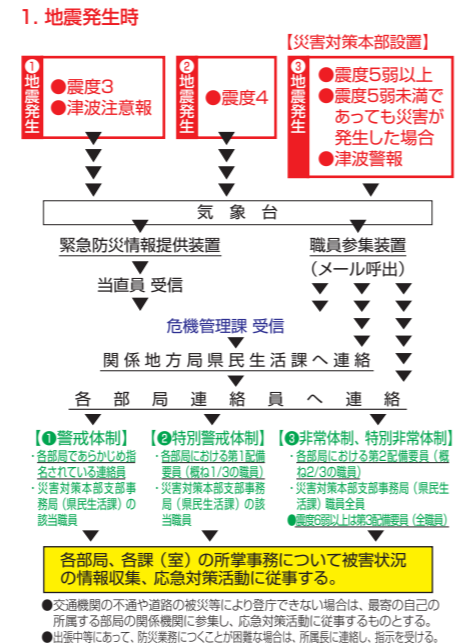 1. 地震発生時
【災害対策本部設置】
❶地震発生
●震度3
●津波注意報
❷地震発生
●震度4
❸地震発生
●震度5弱以上
●震度5弱未満で
あっても災害が
発生した場合
●津波警報
気象台
緊急防災情報提供装置
職員参集装置
(メール呼出)
当直員 受信
危機管理課 受信
関係地方局県民生活課へ連絡
各部局連絡員へ連絡
【❶警戒体制】
・各部局であらかじめ指
名されている連絡員
・災害対策本部支部事
務局(県民生活課)の
該当職員
【❷特別警戒体制】
・各部局における第1配備
要員(概ね1/3の職員)
・災害対策本部支部事務
局(県民生活課)の該
当職員
【❸非常体制、特別非常体制】
・各部局における第2配備要員(概
ね2/3の職員)
・災害対策本部支部事務局(県民生
活課)職員全員
●震度6弱以上は第3配備要員(全職員)
各部局、各課(室)の所掌事務について被害状況
の情報収集、応急対策活動に従事する。
●交通機関の不通や道路の被災等により登庁できない場合は、最寄の自己の
所属する部局の関係機関に参集し、応急対策活動に従事するものとする。
●出張中等にあって、防災業務につくことが困難な場合は、所属長に連絡し、指示を受ける。